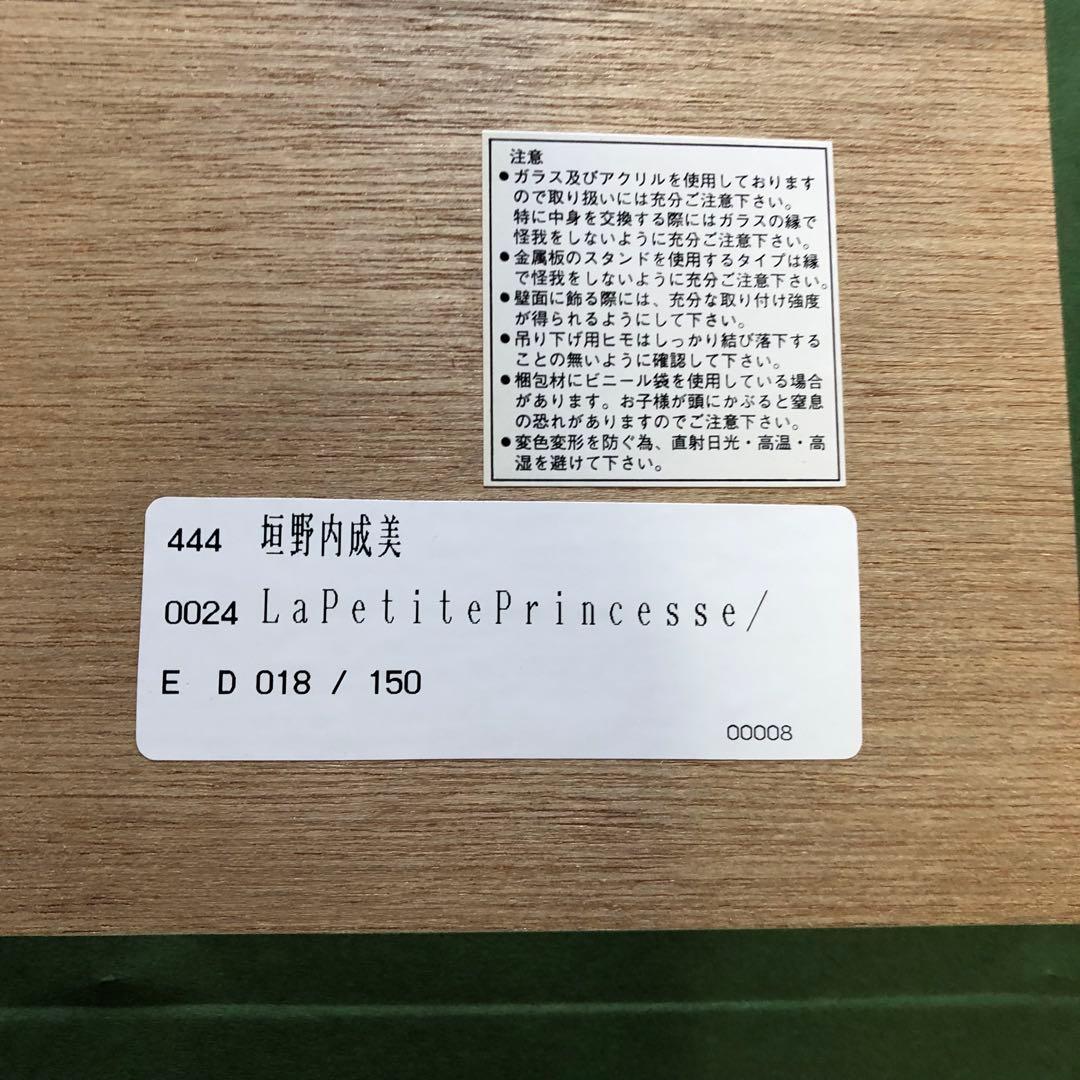 注意
●ガラス及びアクリルを使用しております
ので取り扱いには充分ご注意下さい。
特に中身を交換する際にはガラスの縁で
怪我をしないように充分ご注意下さい。
●金属板のスタンドを使用するタイプは縁
で怪我をしないように充分ご注意下さい。
●壁面に飾る際には、充分な取り付け強度
が得られるようにして下さい。
●吊り下げ用ヒモはしっかり結び落下する
ことの無いように確認して下さい。
●梱包材にビニール袋を使用している場合
があります。お子様が頭にかぶると窒息
の恐れがありますのでご注意下さい。
●変色変形を防ぐ為、直射日光・高温・高
湿を避けて下さい。
444 垣野内成美
0024 LaPetitePrincesse/
E D 018 / 150
00008